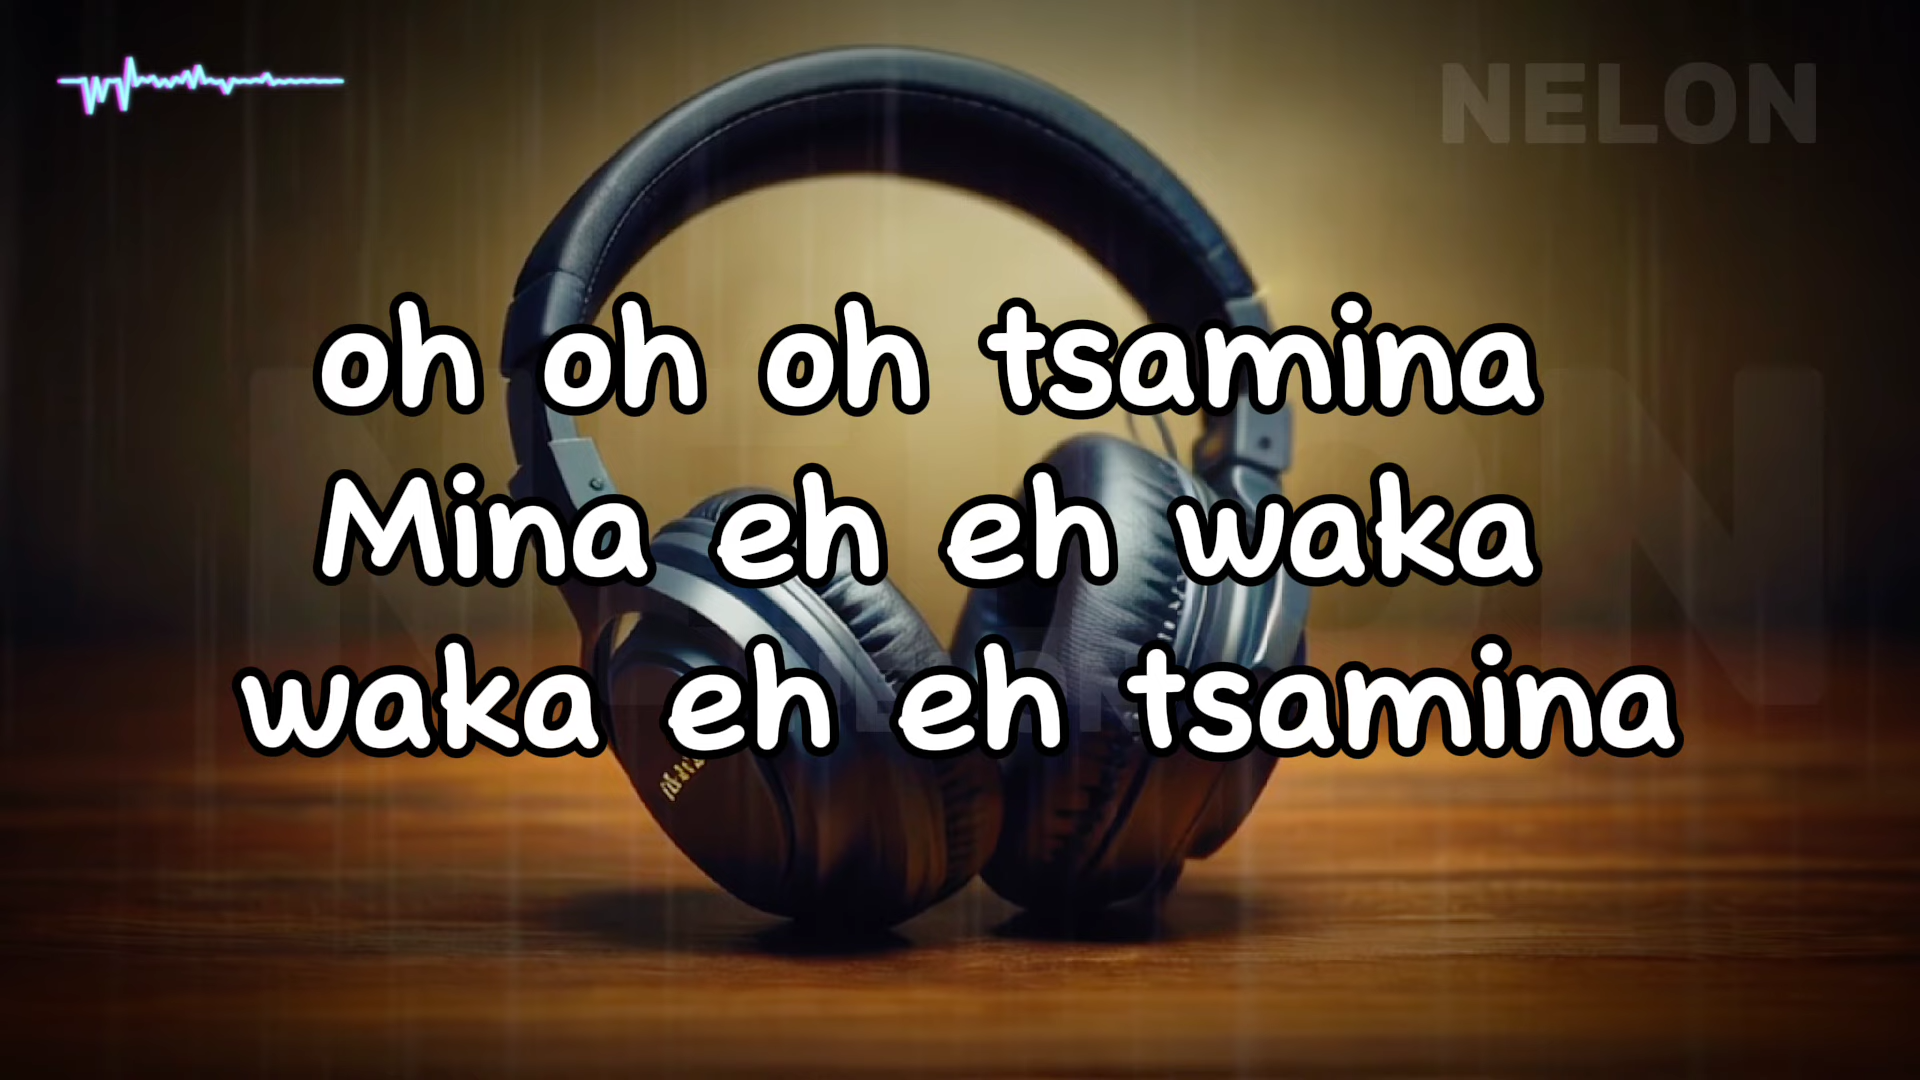 NELON
oh oh oh tsamina
Mina eh eh waka
waka eh eh tsamina